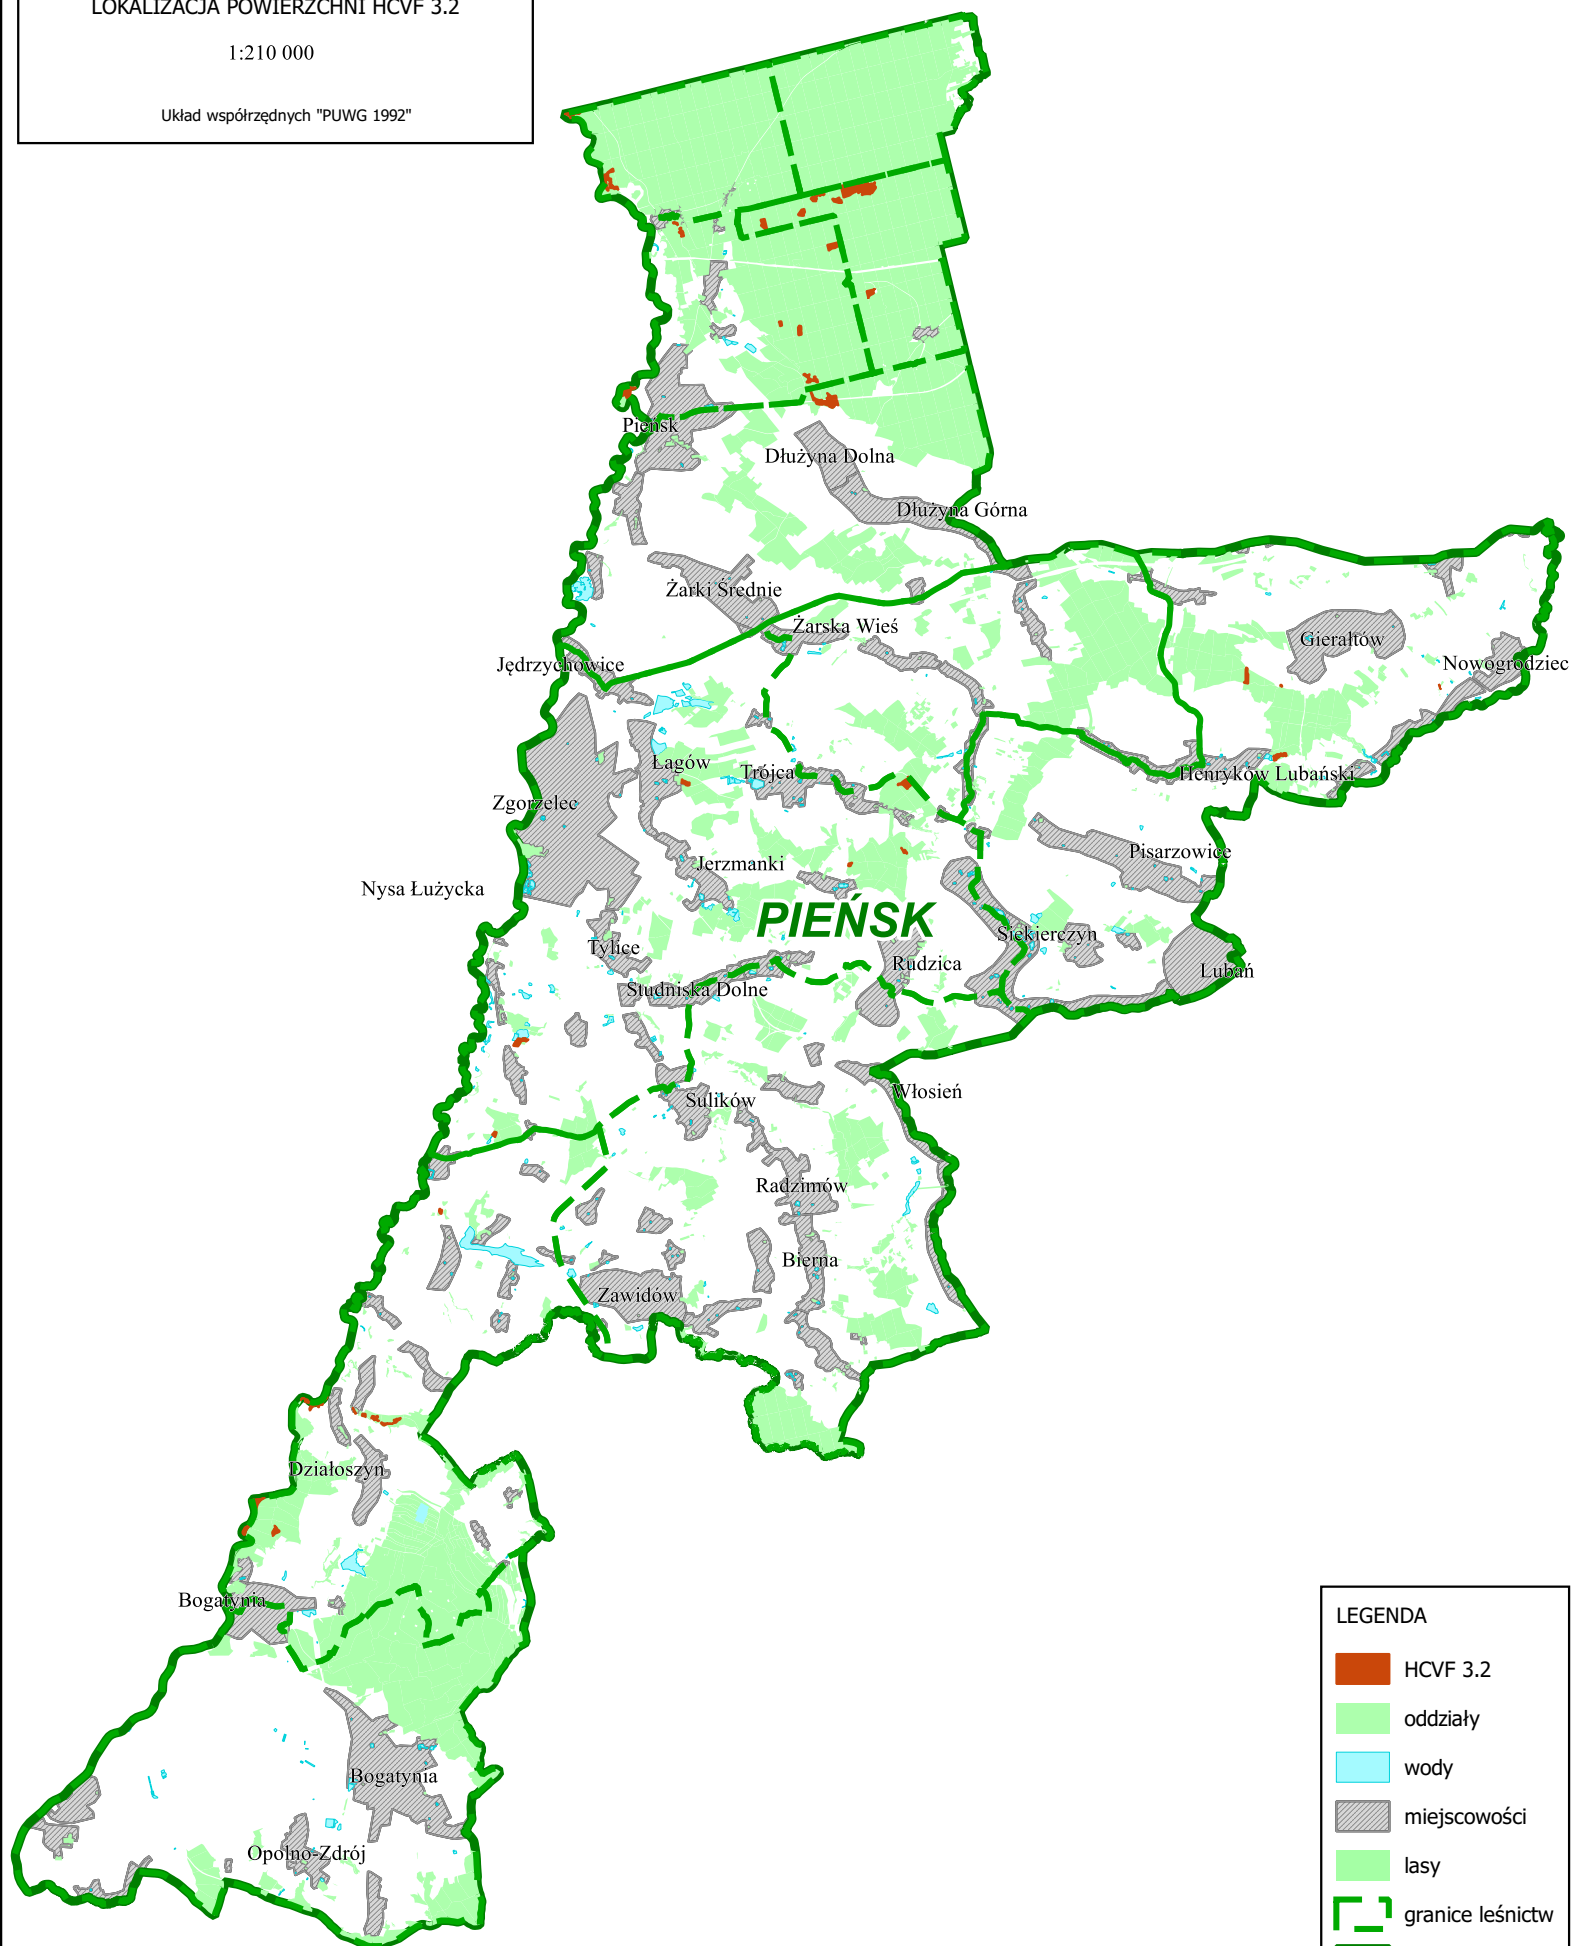 LOKALIZACJA POWIERZCHNI HCVF 3.2
1:210 000
Układ współrzędnych "PUWG 1992"
Pieńsk
Dłużyna Dolna
Dłużyna Górna
Żarki Średnie
Żarska Wieś
Gierałtów
Jędrzychowice
Nowogrodziec
Łagów
Trójca
Henryków Lubański
Zgorzelec
Pisarzowice
Jerzmanki
Nysa Łużycka
PIEŃSK
Siekierczyn
Tylice
Rudzica
Lubań
Studniska Dolne
Włosień
Sulików
Radzimów
Bierna
Zawidów
Działoszyn
Bogatynia
Bogatynia
Opolno-Zdrój
LEGENDA
HCVF 3.2
oddziały
wody
miejscowości
lasy
granice leśnictw